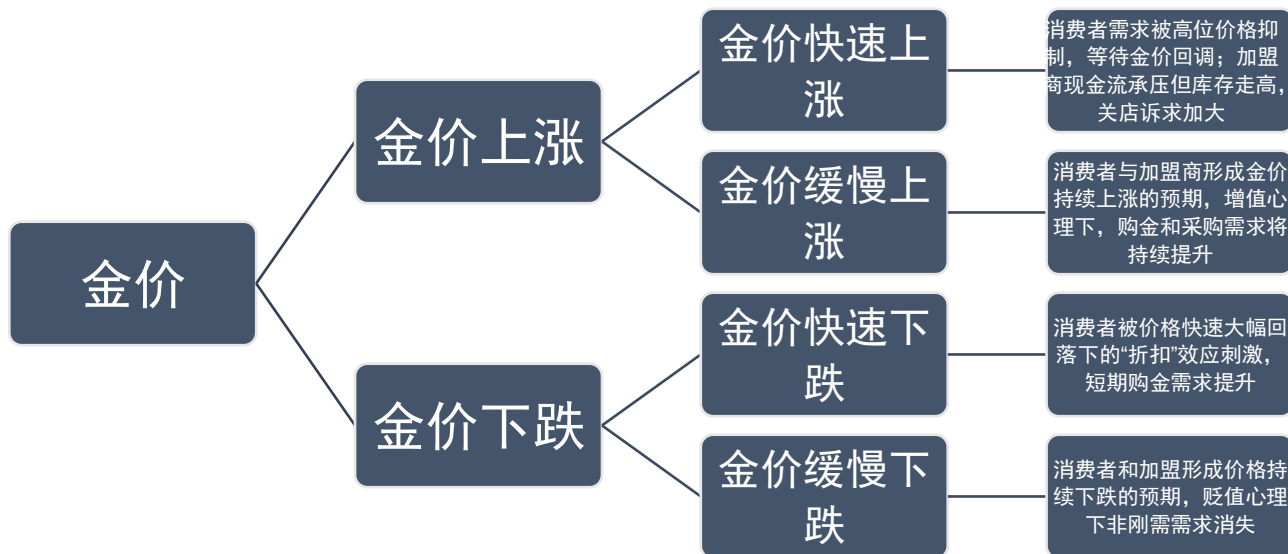 金价
金价上涨
金价下跌
金价快速上
涨
金价缓慢上
涨
金价快速下
跌
金价缓慢下
跌
消费者需求被高位价格抑
制，等待金价回调；加盟
商现金流承压但库存走高，
关店诉求加大
消费者与加盟商形成金价
持续上涨的预期，增值心
理下，购金和采购需求将
持续提升
消费者被价格快速大幅回
落下的“折扣”效应刺激，
短期购金需求提升
消费者和加盟形成价格持
续下跌的预期，贬值心理
下非刚需需求消失